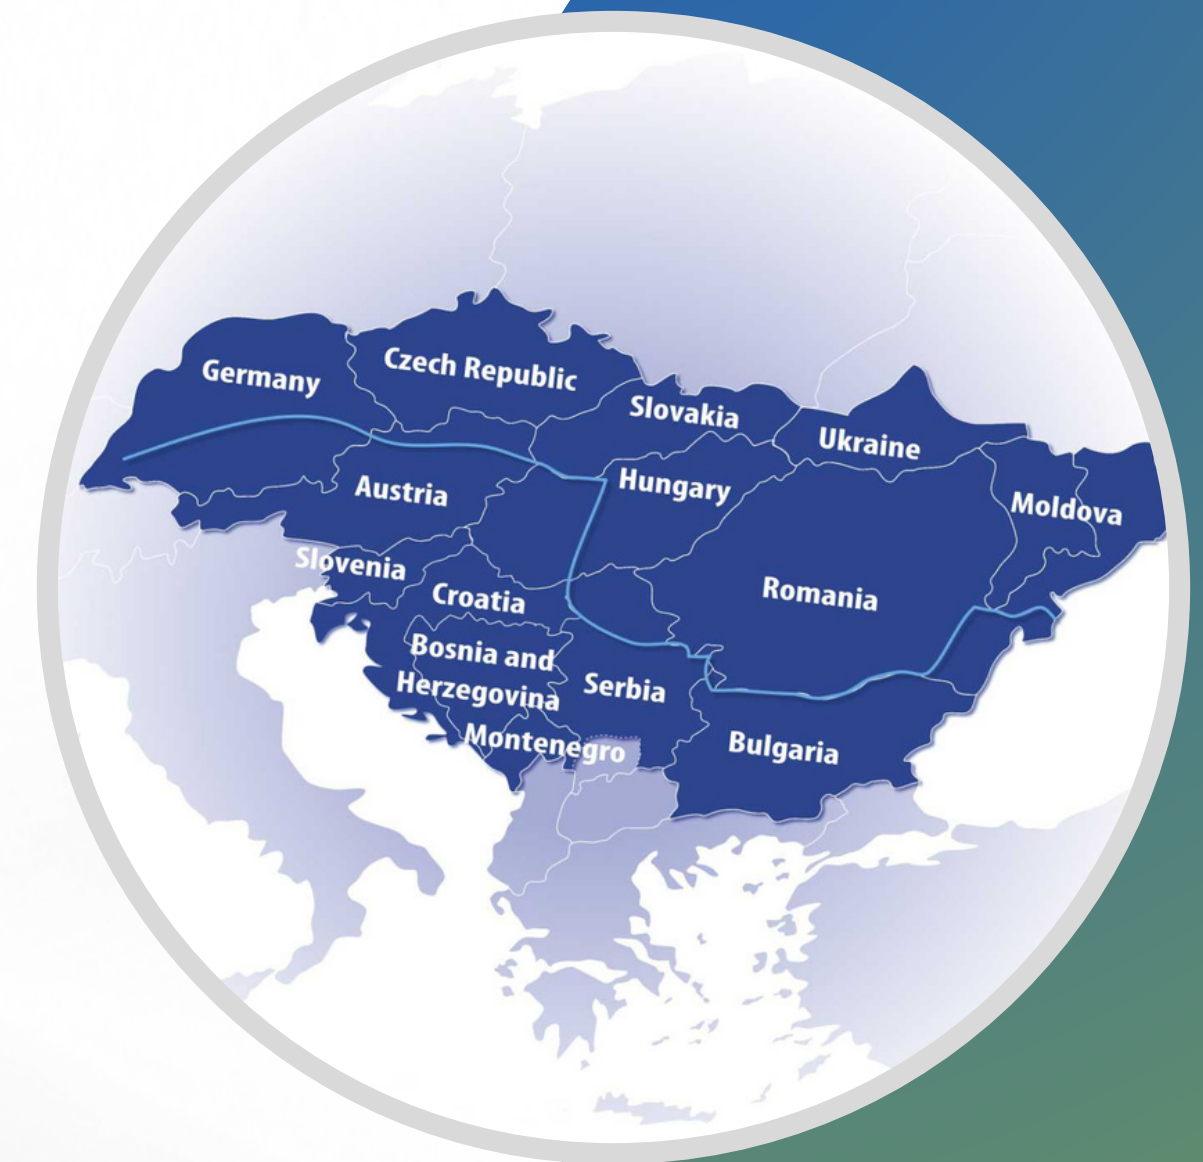 Germany
Czech Republic
Slovakia
Ukraine
Austria
Hungary
Moldova
Slovenia
Croatia
Romania
Bosnia and
Herzegovina
Serbia
Montenegro
Bulgaria